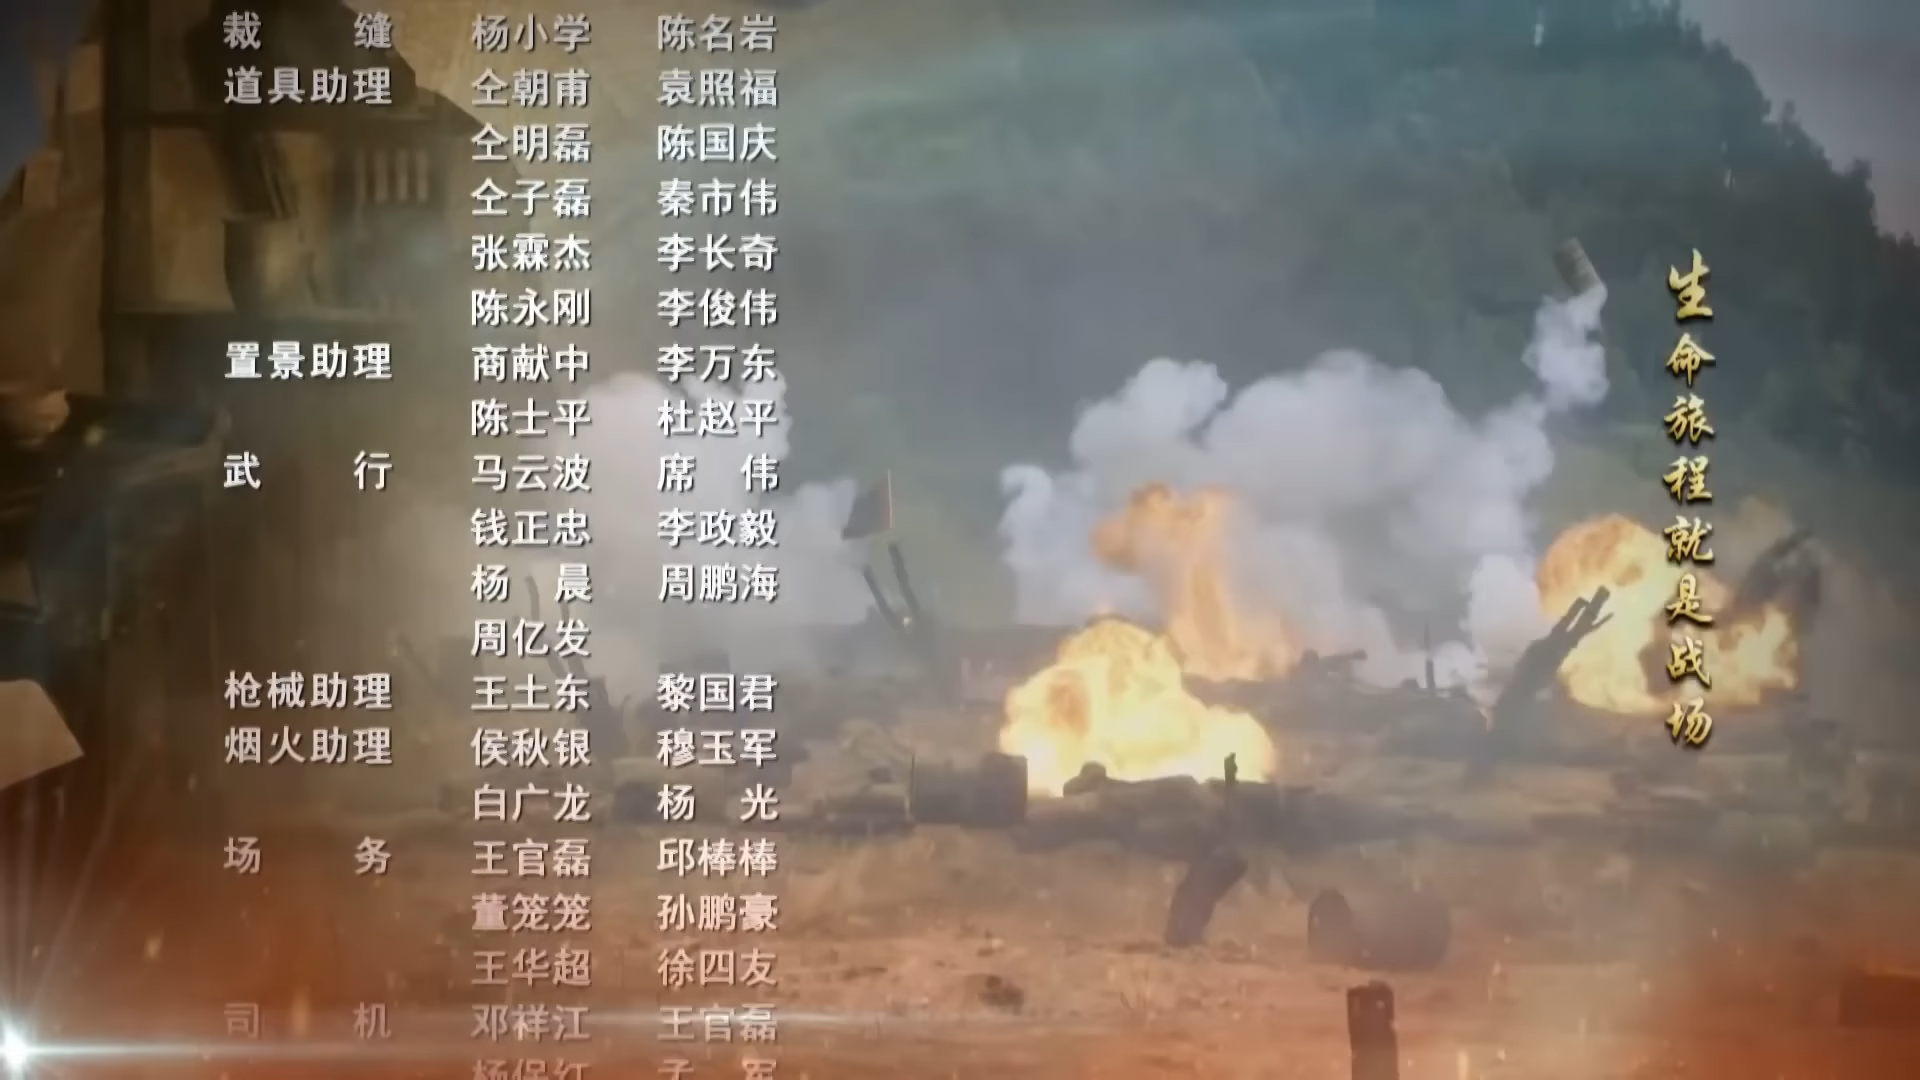 裁缝 杨小学 陈名岩
道具助理 仝朝甫 袁照福
仝明磊 陈国庆
仝子磊 秦市伟
张霖杰 李长奇
陈永刚 李俊伟
置景助理 商献中 李万东
陈士平 杜赵平
武行 马云波 席伟
钱正忠 李政毅
杨晨 周鹏海
周亿发
枪械助理 王士东 黎国君
烟火助理 侯秋银 穆玉军
白广龙 杨光
场务 王官磊 邱棒棒
董笼笼 孙鹏豪
王华超 徐四友
司机 邓祥江 王官磊
杨保红 孟军
生命旅程就是战场